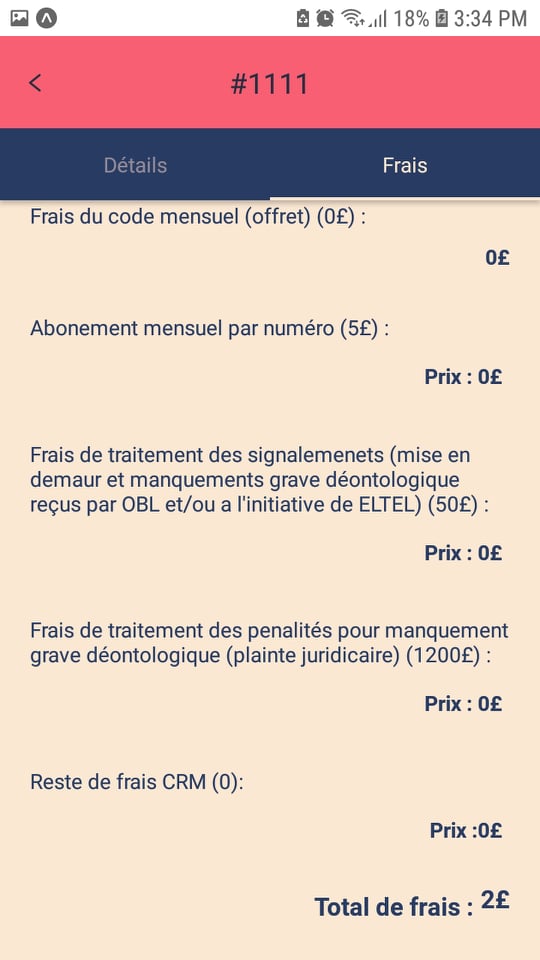 18% 3:34 PM
#1111
Détails Frais
Frais du code mensuel (offret) (0£) :
0£
Abonement mensuel par numéro (5£) :
Prix : 0£
Frais de traitement des signalemenets (mise en
demaur et manquements grave déontologique
reçus par OBL et/ou a l'initiative de ELTEL) (50£) :
Prix : 0£
Frais de traitement des penalités pour manquement
grave déontologique (plainte juridicaire) (1200£) :
Prix : 0£
Reste de frais CRM (0):
Prix :0£
Total de frais : 2£